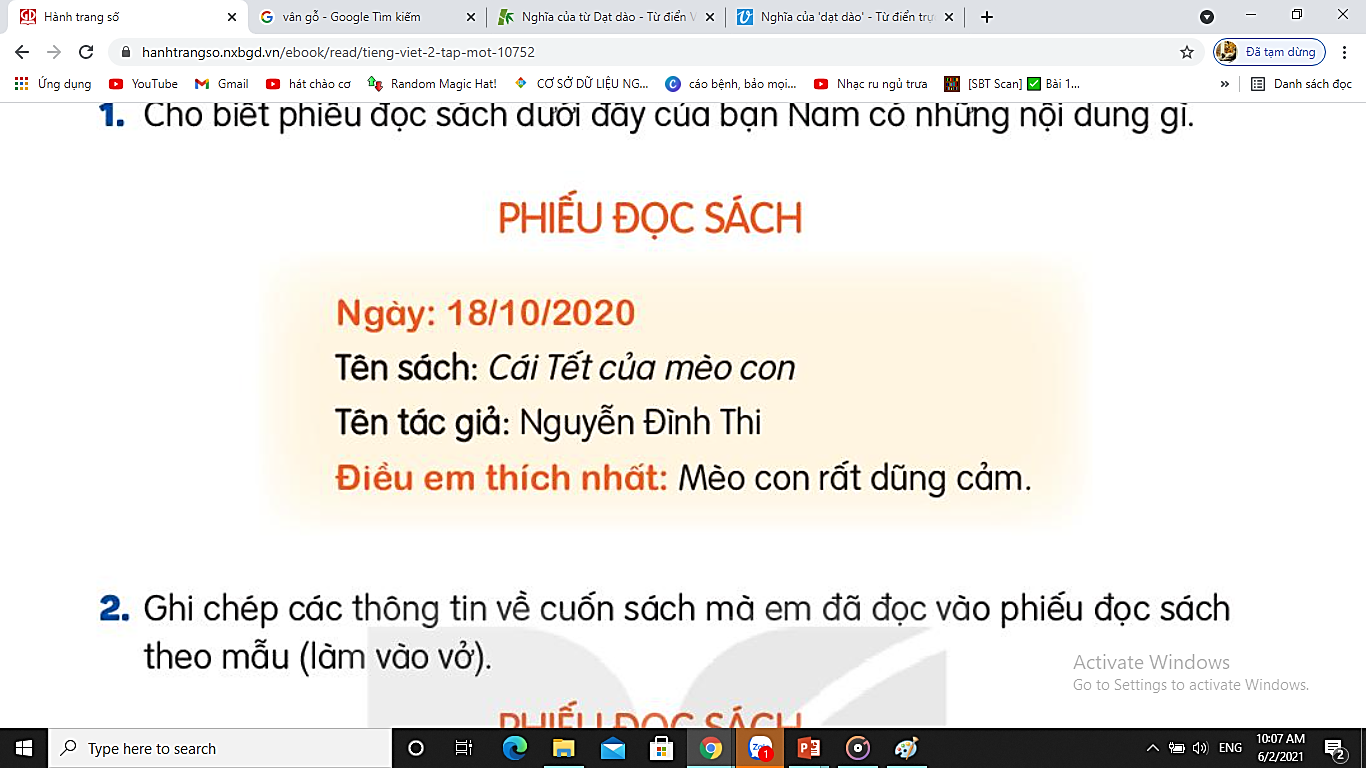 Hành trang số
vân gỗ - Google Tìm kiếm
Nghĩa của từ Dạt dào - Từ điển V
Nghĩa của 'dạt dào' - Từ điển trự
hanhtrangso.nxbgd.vn/ebook/read/tieng-viet-2-tap-mot-10752
Đã tạm dừng
Ứng dụng
YouTube
Gmail
hát chào cơ
Random Magic Hat!
CƠ SỞ DỮ LIỆU NG...
cáo bệnh, bảo mọi...
Nhạc ru ngủ trưa
[SBT Scan] ✅ Bài 1...
»
Danh sách đọc
1. Cho biết phiếu đọc sách dưới đây của bạn Nam có những nội dung gì.
PHIẾU ĐỌC SÁCH
Ngày: 18/10/2020
Tên sách: Cái Tết của mèo con
Tên tác giả: Nguyễn Đình Thi
Điều em thích nhất: Mèo con rất dũng cảm.
2. Ghi chép các thông tin về cuốn sách mà em đã đọc vào phiếu đọc sách
theo mẫu (làm vào vở).
Activate Windows
Go to Settings to activate Windows.
PHIẾU ĐỌC SÁCH
Type here to search
ENG
10:07 AM
6/2/2021